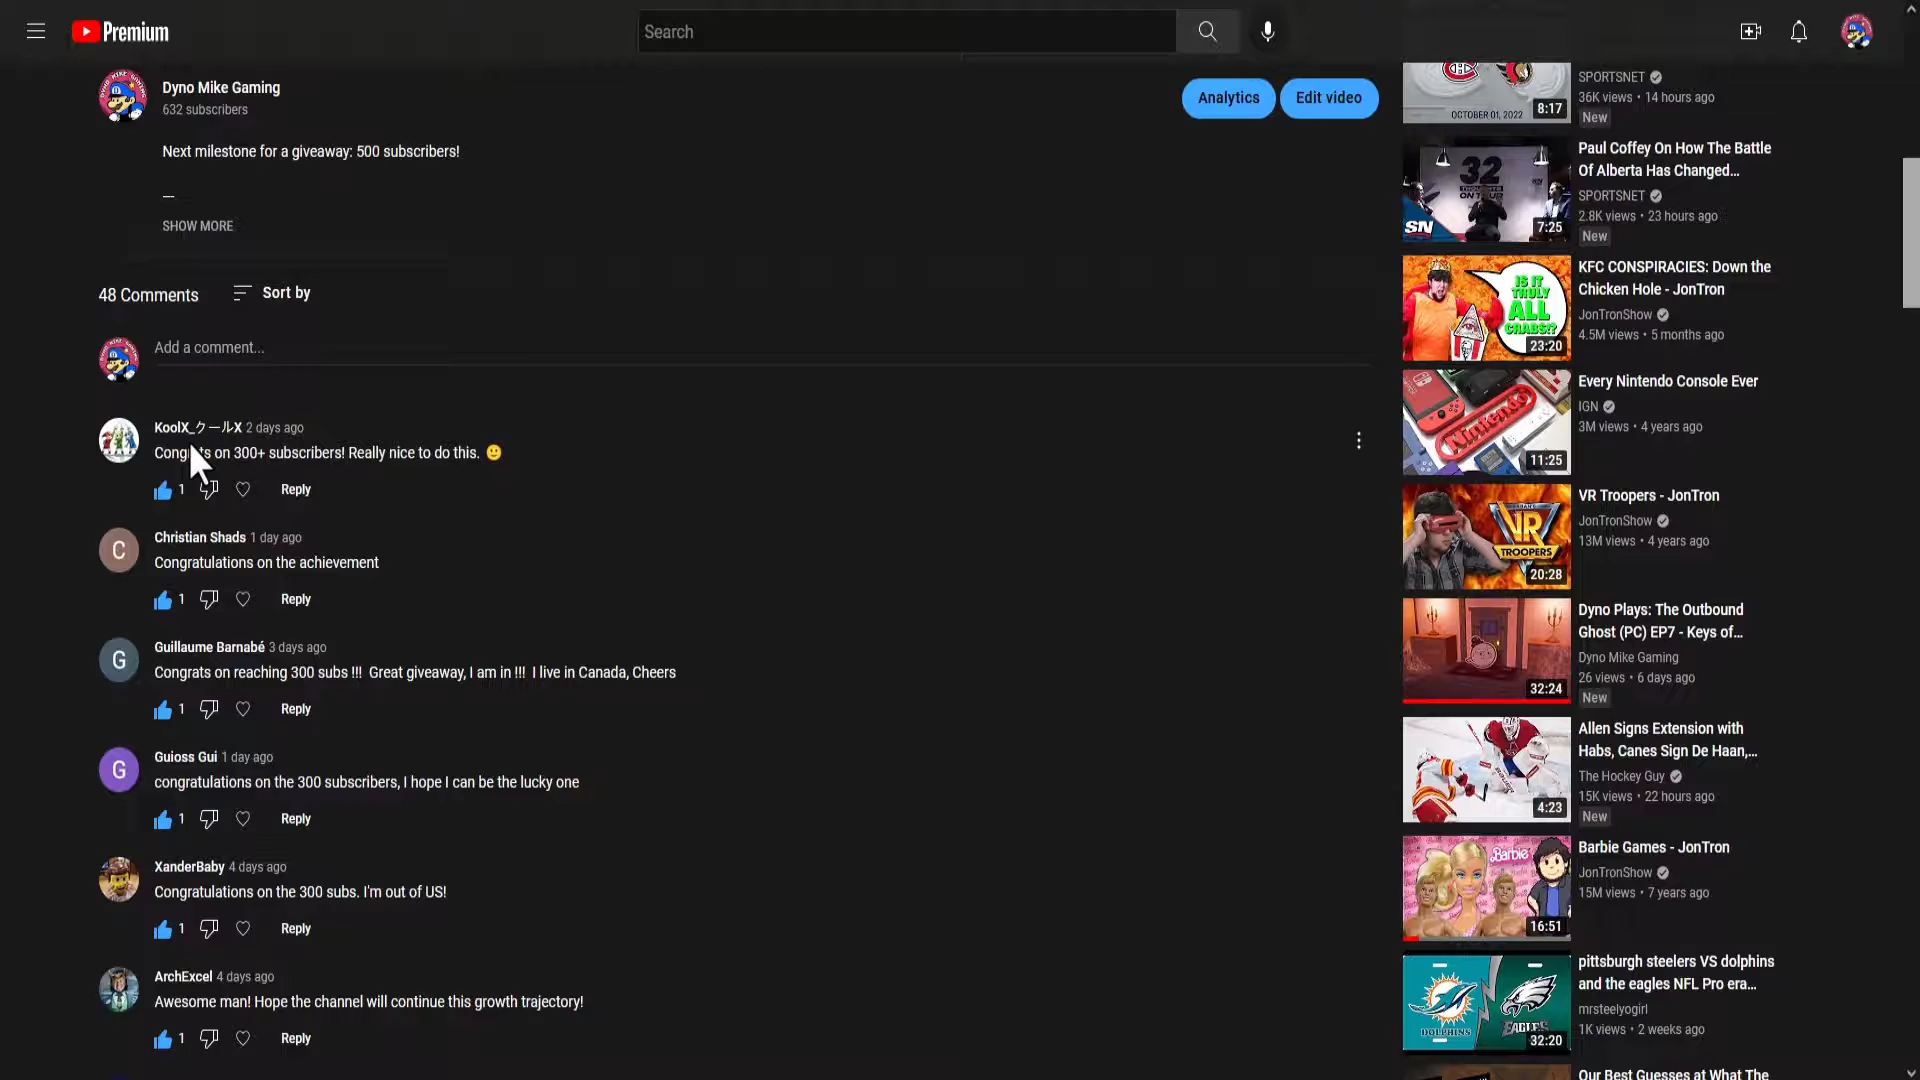 Premium
Search
Dyno Mike Gaming
632 subscribers
Analytics
Edit video
Next milestone for a giveaway: 500 subscribers!
---
SHOW MORE
48 Comments
Sort by
Add a comment...
KoolX_クールX 2 days ago
Congrats on 300+ subscribers! Really nice to do this. 🙂
1
Reply
Christian Shads 1 day ago
Congratulations on the achievement
1
Reply
Guillaume Barnabé 3 days ago
Congrats on reaching 300 subs !!!  Great giveaway, I am in !!!  I live in Canada, Cheers
1
Reply
Guioss Gui 1 day ago
congratulations on the 300 subscribers, I hope I can be the lucky one
1
Reply
XanderBaby 4 days ago
Congratulations on the 300 subs. I'm out of US!
1
Reply
ArchExcel 4 days ago
Awesome man! Hope the channel will continue this growth trajectory!
1
Reply
C
G
G
OCTOBER 01, 2022
8:17
SPORTSNET
36K views • 14 hours ago
New
32
THOUGHTS
ON TOUR
SN
7:25
Paul Coffey On How The Battle
Of Alberta Has Changed...
SPORTSNET
2.8K views • 23 hours ago
New
IS IT
TRULY
ALL
CRABS!?
KFC
23:20
KFC CONSPIRACIES: Down the
Chicken Hole - JonTron
JonTronShow
4.5M views • 5 months ago
Nintendo
11:25
Every Nintendo Console Ever
IGN
3M views • 4 years ago
VR
TROOPERS
20:28
VR Troopers - JonTron
JonTronShow
13M views • 4 years ago
32:24
Dyno Plays: The Outbound
Ghost (PC) EP7 - Keys of...
Dyno Mike Gaming
26 views • 6 days ago
New
4:23
Allen Signs Extension with
Habs, Canes Sign De Haan,...
The Hockey Guy
15K views • 22 hours ago
New
Barbie
16:51
Barbie Games - JonTron
JonTronShow
15M views • 7 years ago
DOLPHINS
EAGLES
32:20
pittsburgh steelers VS dolphins
and the eagles NFL Pro era...
mrsteelyogirl
1K views • 2 weeks ago
Our Best Guesses at What The